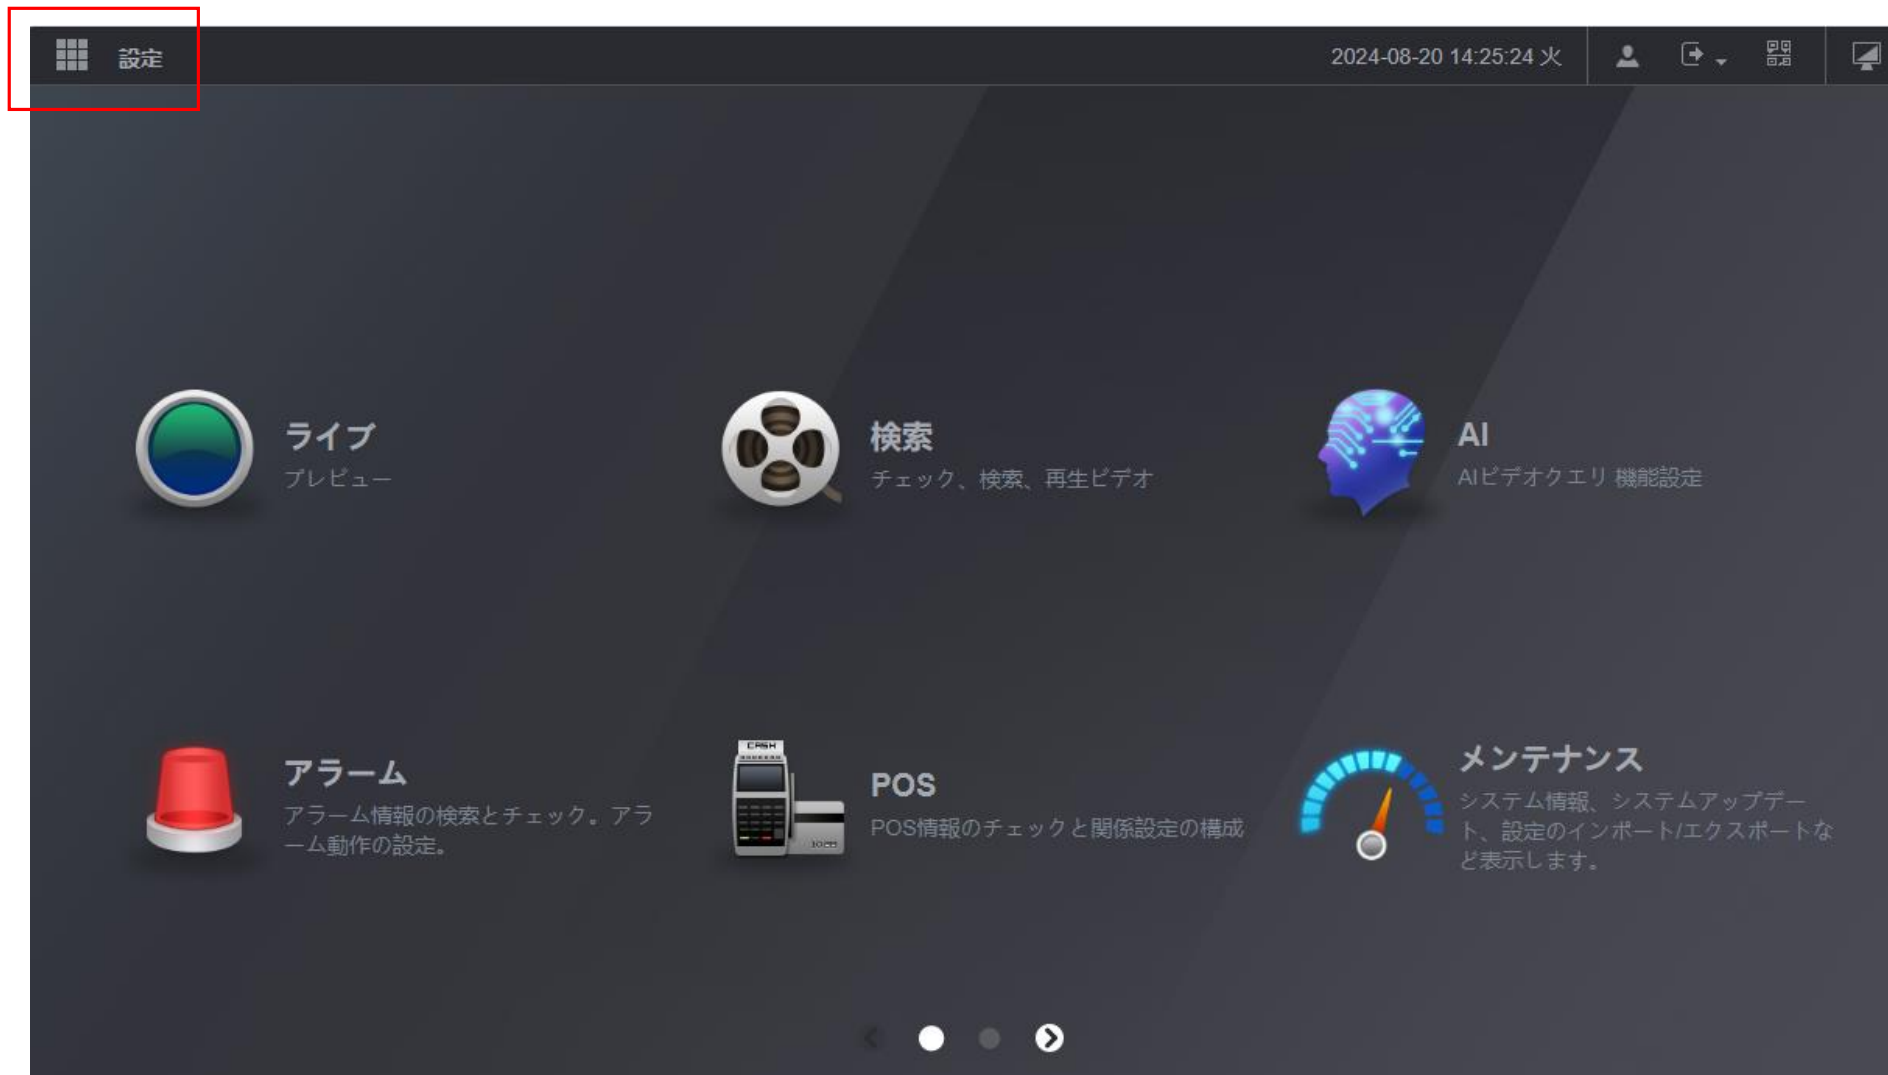 設定
2024-08-20 14:25:24 火
ライブ
プレビュー
検索
チェック、検索、再生ビデオ
AI
AIビデオクエリ 機能設定
アラーム
アラーム情報の検索とチェック。アラ
ーム動作の設定。
CASH
POS
POS情報のチェックと関係設定の構成
メンテナンス
システム情報、システムアップデー
ト、設定のインポート/エクスポートな
ど表示します。